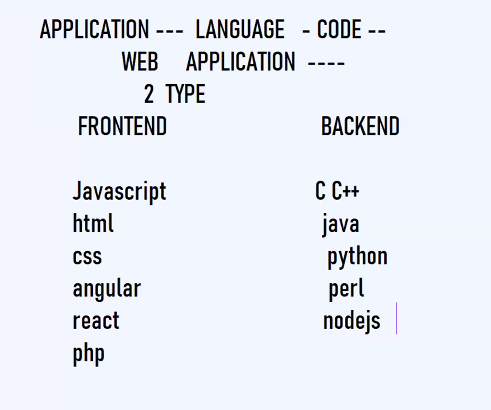 APPLICATION --- LANGUAGE - CODE --
WEB APPLICATION ----
2 TYPE
FRONTEND BACKEND
Javascript C C++
html java
css python
angular perl
react nodejs
php